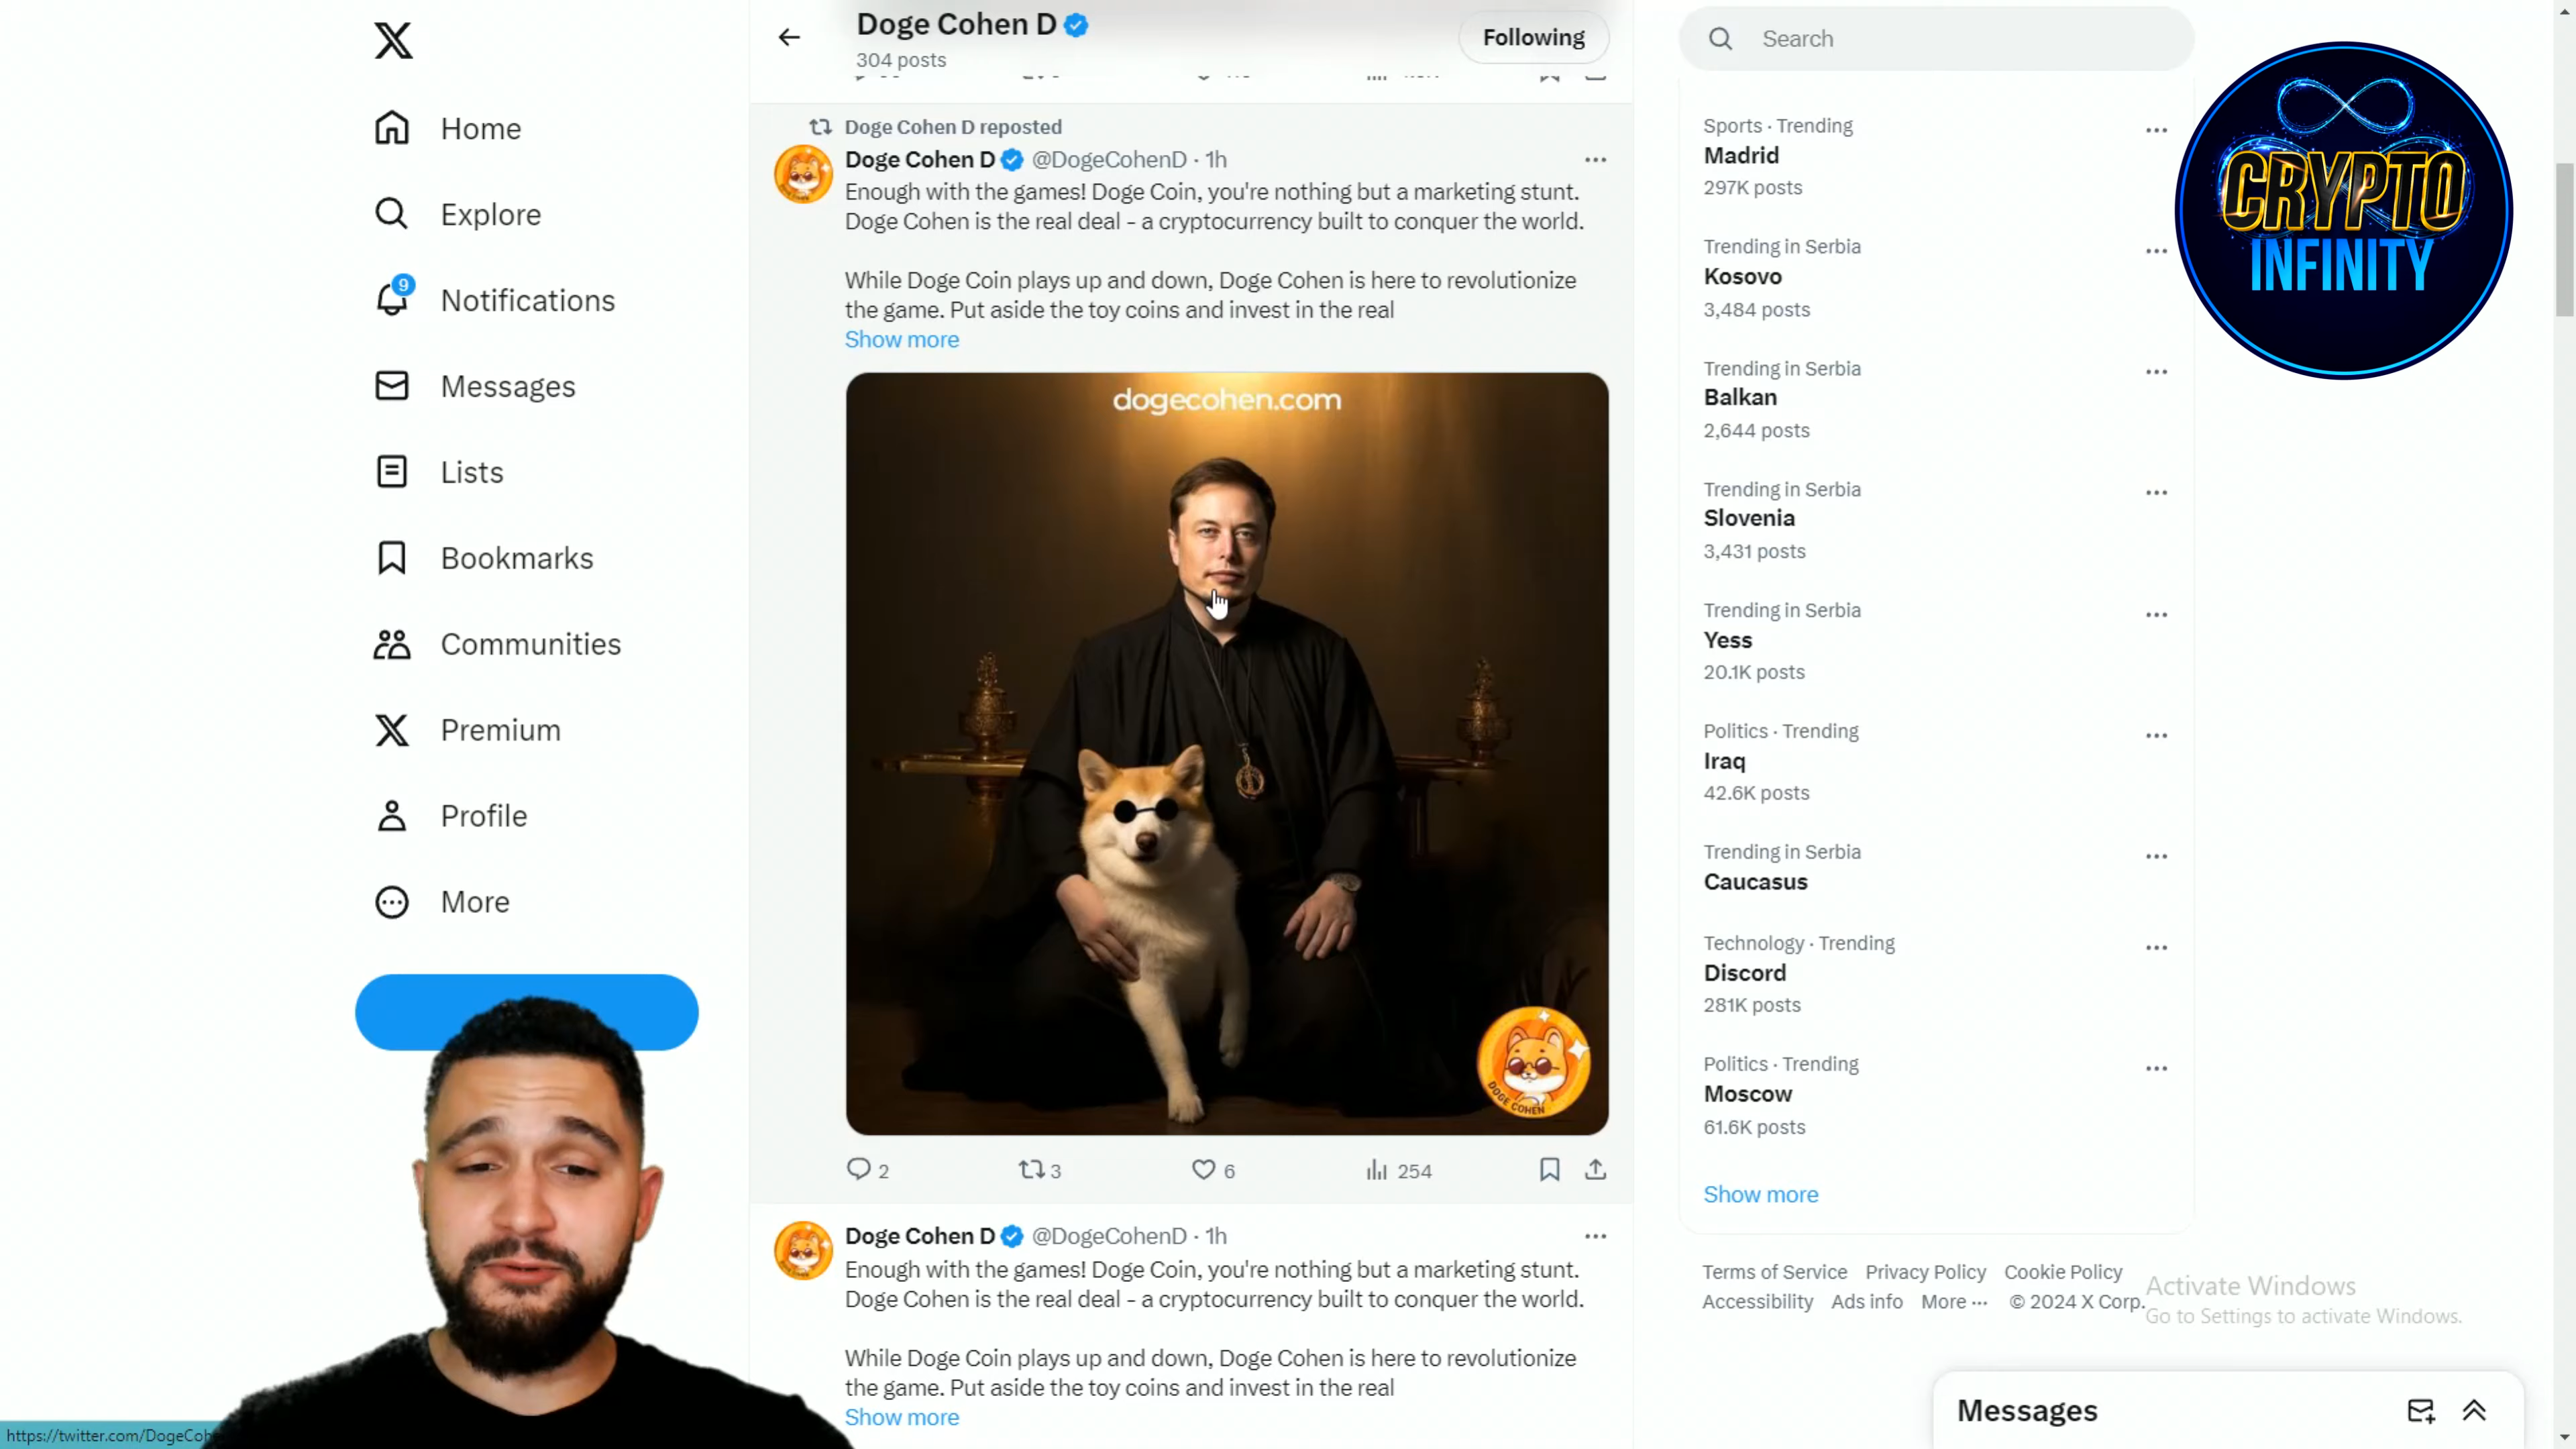 Doge Cohen D
304 posts
Following
Search
Home
Explore
9
Notifications
Messages
Lists
Bookmarks
Communities
Premium
Profile
More
Doge Cohen D reposted
Doge Cohen D @DogeCohenD · 1h
Enough with the games! Doge Coin, you're nothing but a marketing stunt.
Doge Cohen is the real deal - a cryptocurrency built to conquer the world.
While Doge Coin plays up and down, Doge Cohen is here to revolutionize
the game. Put aside the toy coins and invest in the real
Show more
dogecohen.com
DOGE COHEN
2
3
6
254
Doge Cohen D @DogeCohenD · 1h
Enough with the games! Doge Coin, you're nothing but a marketing stunt.
Doge Cohen is the real deal - a cryptocurrency built to conquer the world.
While Doge Coin plays up and down, Doge Cohen is here to revolutionize
the game. Put aside the toy coins and invest in the real
Show more
Sports · Trending
Madrid
297K posts
Trending in Serbia
Kosovo
3,484 posts
Trending in Serbia
Balkan
2,644 posts
Trending in Serbia
Slovenia
3,431 posts
Trending in Serbia
Yess
20.1K posts
Politics · Trending
Iraq
42.6K posts
Trending in Serbia
Caucasus
Technology · Trending
Discord
281K posts
Politics · Trending
Moscow
61.6K posts
Show more
Terms of Service Privacy Policy Cookie Policy
Accessibility Ads info More ··· © 2024 X Corp.
Activate Windows
Go to Settings to activate Windows.
Messages
CRYPTO
INFINITY